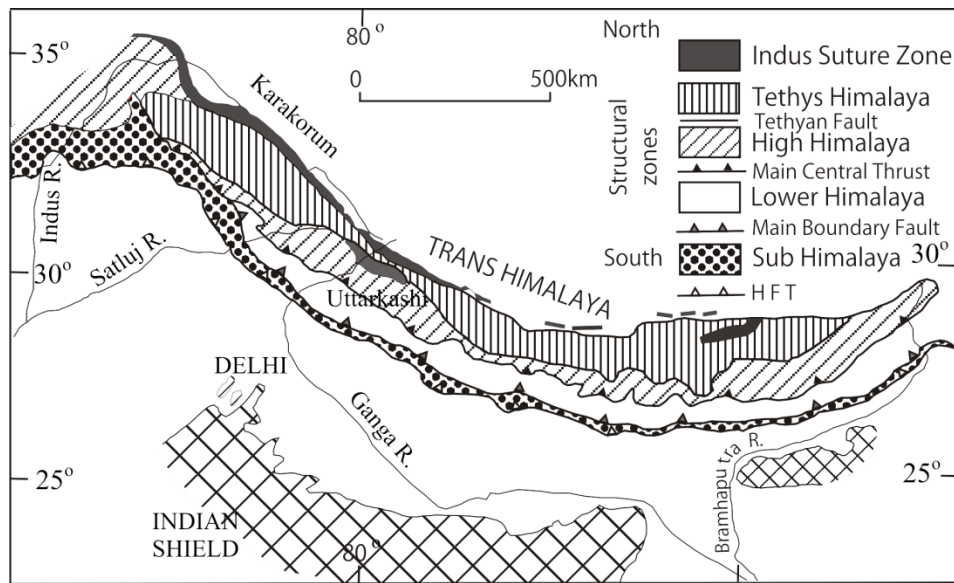 80°
North
35°
Indus Suture Zone
0 500km
Karakorum
Tethys Himalaya
Tethyan Fault
Structural zones
High Himalaya
Main Central Thrust
Indus R.
Lower Himalaya
Main Boundary Fault
Satluj R.
TRANS HIMALAYA
30°
South
Sub Himalaya
30°
Uttarkashi
HFT
DELHI
Ganga R.
Bramhaputra R.
25°
25°
INDIAN
SHIELD
80°